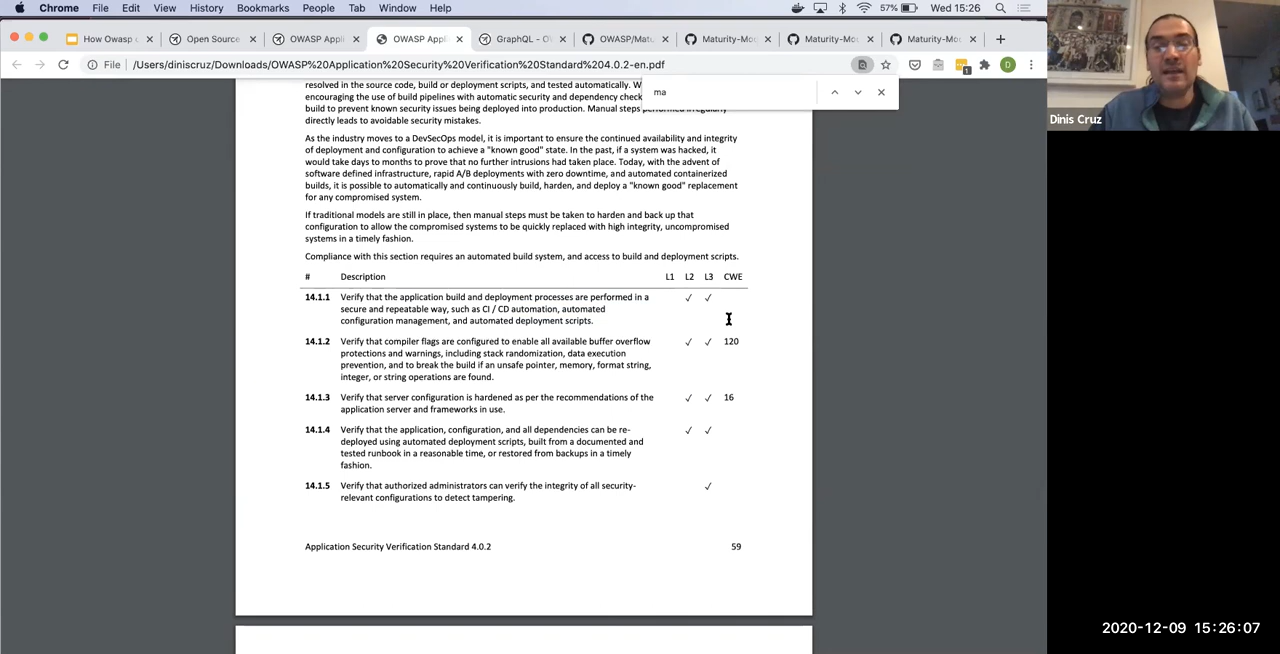 Chrome File Edit View History Bookmarks People Tab Window Help 57% Wed 15:26
How Owasp Open Source OWASP Appli OWASP Appl GraphQL - OW OWASP/Matu Maturity-Mo Maturity-Mo Maturity-Mo
File /Users/diniscruz/Downloads/OWASP%20Application%20Security%20Verification%20Standard%204.0.2-en.pdf D
ma
resolved in the source code, build or deployment scripts, and tested automatically. W
encouraging the use of build pipelines with automatic security and dependency check
build to prevent known security issues being deployed into production. Manual steps performed irregularly
directly leads to avoidable security mistakes.
As the industry moves to a DevSecOps model, it is important to ensure the continued availability and integrity
of deployment and configuration to achieve a "known good" state. In the past, if a system was hacked, it
would take days to months to prove that no further intrusions had taken place. Today, with the advent of
software defined infrastructure, rapid A/B deployments with zero downtime, and automated containerized
builds, it is possible to automatically and continuously build, harden, and deploy a "known good" replacement
for any compromised system.
If traditional models are still in place, then manual steps must be taken to harden and back up that
configuration to allow the compromised systems to be quickly replaced with high integrity, uncompromised
systems in a timely fashion.
Compliance with this section requires an automated build system, and access to build and deployment scripts.
# Description L1 L2 L3 CWE
14.1.1 Verify that the application build and deployment processes are performed in a ✓ ✓
secure and repeatable way, such as CI / CD automation, automated
configuration management, and automated deployment scripts.
14.1.2 Verify that compiler flags are configured to enable all available buffer overflow ✓ ✓ 120
protections and warnings, including stack randomization, data execution
prevention, and to break the build if an unsafe pointer, memory, format string,
integer, or string operations are found.
14.1.3 Verify that server configuration is hardened as per the recommendations of the ✓ ✓ 16
application server and frameworks in use.
14.1.4 Verify that the application, configuration, and all dependencies can be re- ✓ ✓
deployed using automated deployment scripts, built from a documented and
tested runbook in a reasonable time, or restored from backups in a timely
fashion.
14.1.5 Verify that authorized administrators can verify the integrity of all security- ✓
relevant configurations to detect tampering.
Application Security Verification Standard 4.0.2 59
Dinis Cruz
2020-12-09 15:26:07